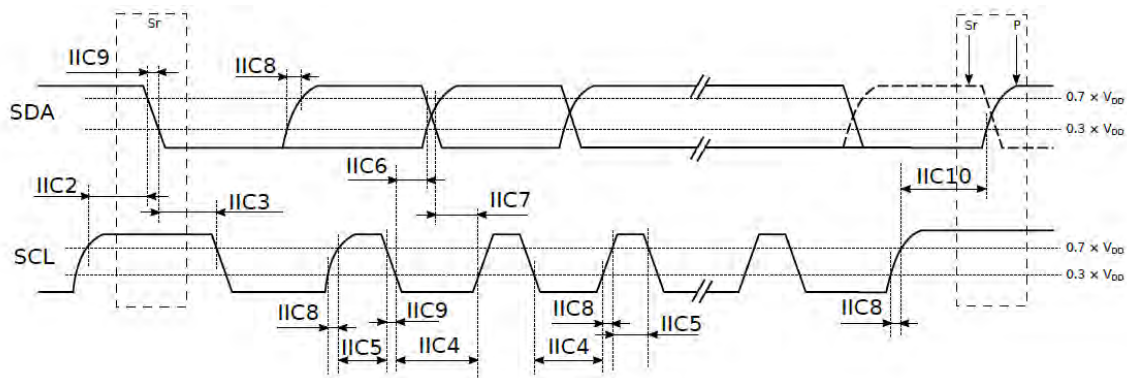 Sr
Sr P
IIC9
IIC8
SDA
0.7 × VDD
0.3 × VDD
IIC6
IIC10
IIC2
IIC3
IIC7
SCL
0.7 × VDD
0.3 × VDD
IIC8
IIC9
IIC8
IIC5
IIC8
IIC5
IIC4
IIC4